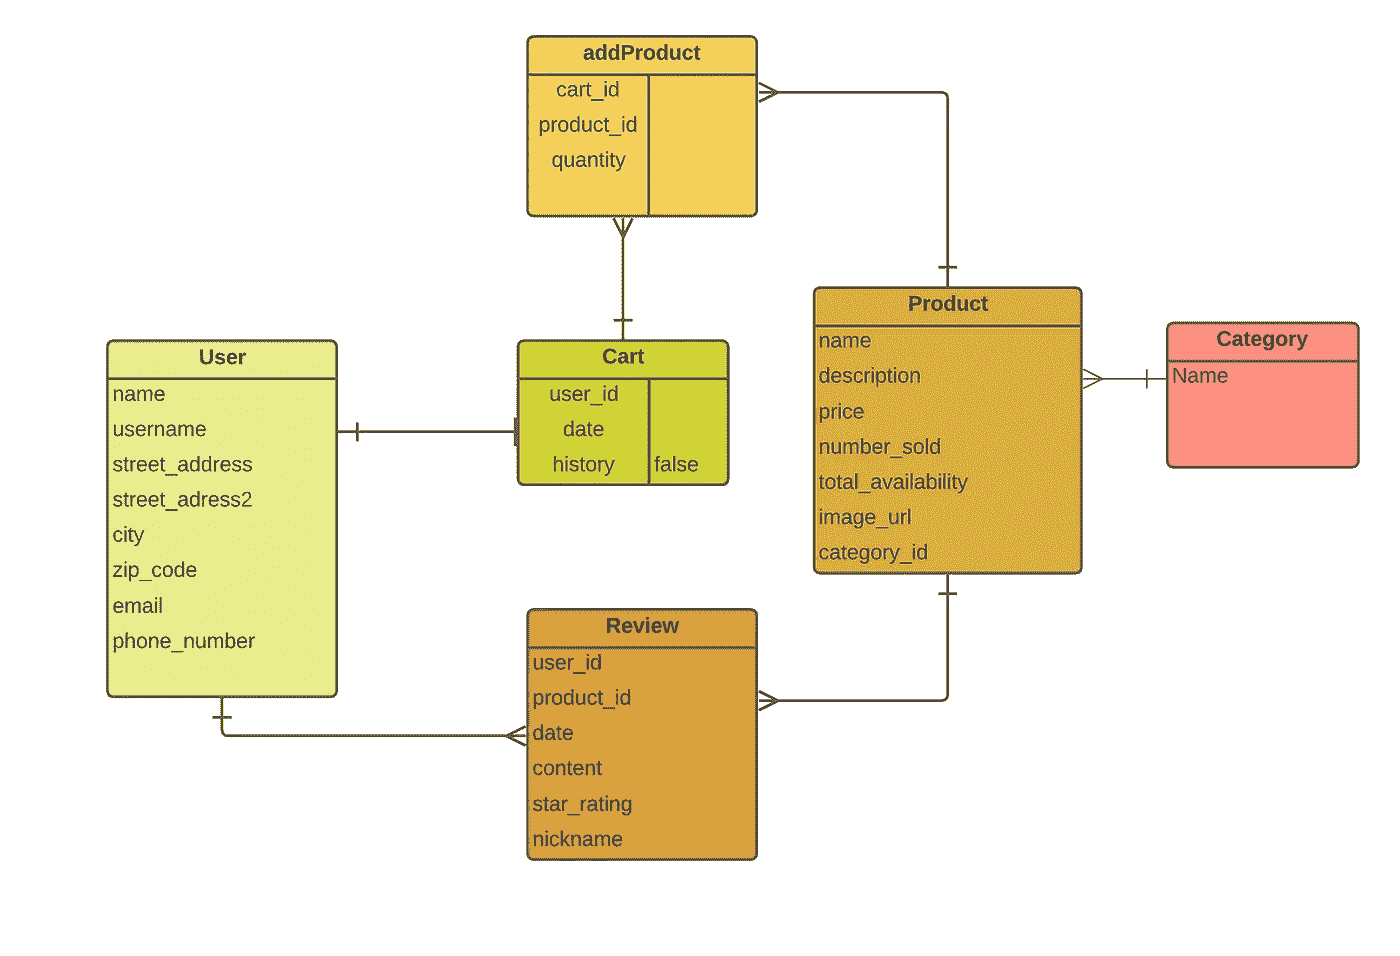 addProduct
cart_id
product_id
quantity
User
name
username
street_address
street_adress2
city
zip_code
email
phone_number
Cart
user_id
date
history false
Product
name
description
price
number_sold
total_availability
image_url
category_id
Category
Name
Review
user_id
product_id
date
content
star_rating
nickname